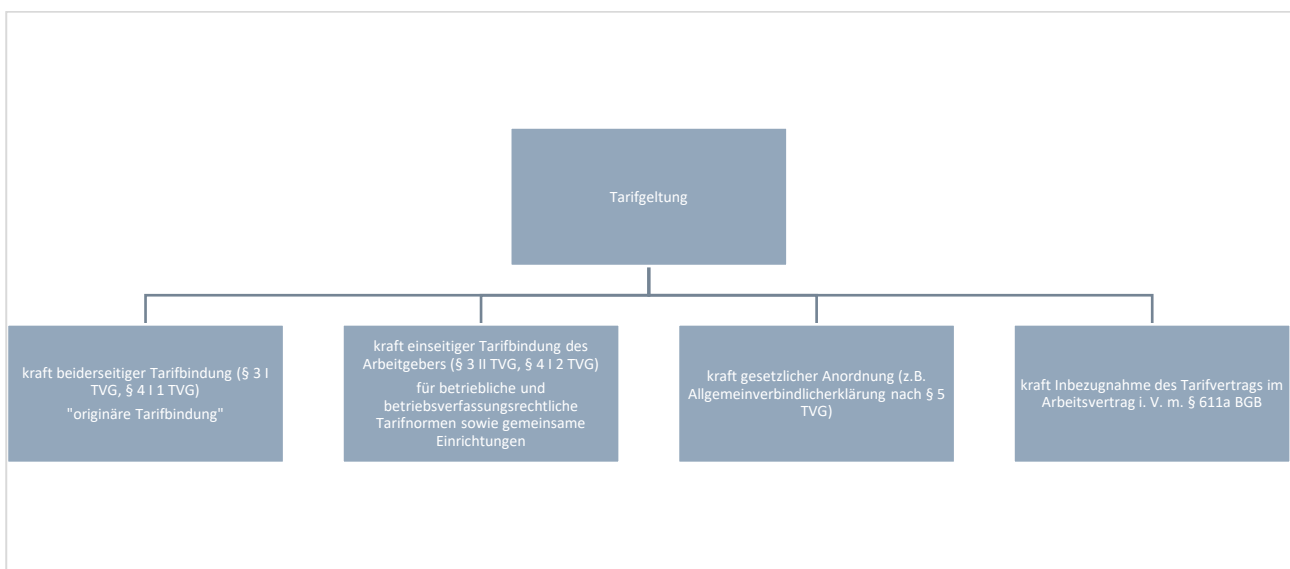 Tarifgeltung
kraft beiderseitiger Tarifbindung (§ 3 I
TVG, § 4 I 1 TVG)
"originäre Tarifbindung"
kraft einseitiger Tarifbindung des
Arbeitgebers (§ 3 II TVG, § 4 I 2 TVG)
für betriebliche und
betriebsverfassungsrechtliche
Tarifnormen sowie gemeinsame
Einrichtungen
kraft gesetzlicher Anordnung (z.B.
Allgemeinverbindlicherklärung nach § 5
TVG)
kraft Inbezugnahme des Tarifvertrags im
Arbeitsvertrag i. V. m. § 611a BGB